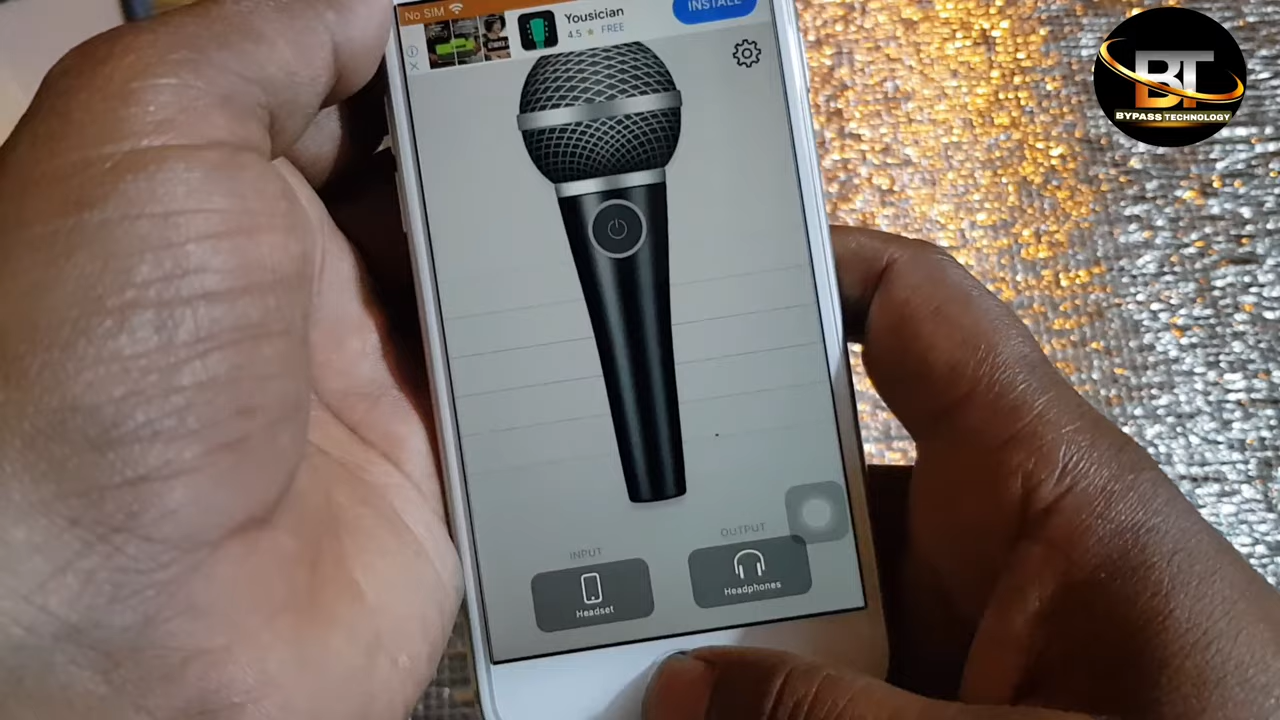 No SIM
Yousician
4.5 ★ FREE
INSTALL
BT
BYPASS TECHNOLOGY
INPUT
OUTPUT
Headset
Headphones